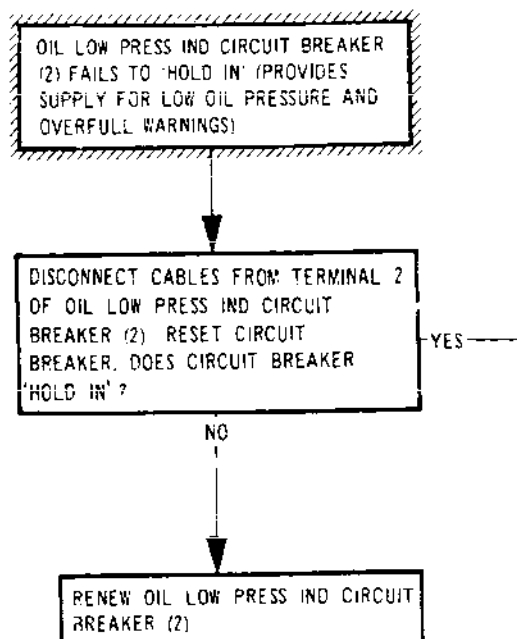 OIL LOW PRESS IND CIRCUIT BREAKER
(2) FAILS TO 'HOLD IN' (PROVIDES
SUPPLY FOR LOW OIL PRESSURE AND
OVERFULL WARNINGS)
DISCONNECT CABLES FROM TERMINAL 2
OF OIL LOW PRESS IND CIRCUIT
BREAKER (2) RESET CIRCUIT
BREAKER. DOES CIRCUIT BREAKER
'HOLD IN' ?
YES
NO
RENEW OIL LOW PRESS IND CIRCUIT
BREAKER (2)